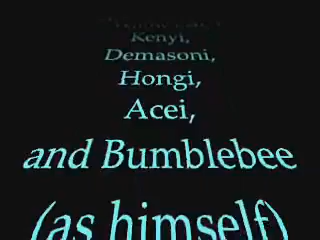 Kenyi,
Demasoni,
Hongi,
Acei,
and Bumblebee
(as himself)